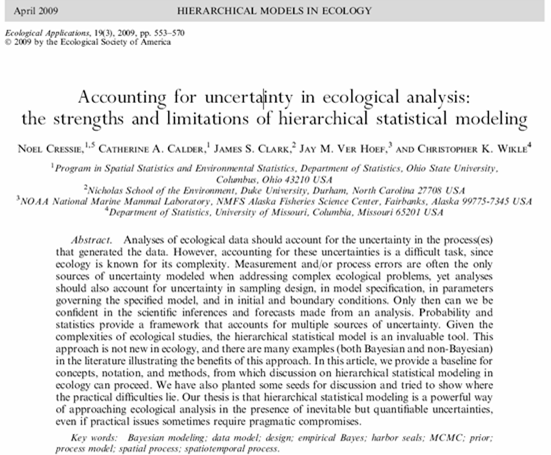 April 2009 HIERARCHICAL MODELS IN ECOLOGY
Ecological Applications, 19(3), 2009, pp. 553–570
© 2009 by the Ecological Society of America
Accounting for uncertainty in ecological analysis:
the strengths and limitations of hierarchical statistical modeling
NOEL CRESSIE,1,5 CATHERINE A. CALDER,1 JAMES S. CLARK,2 JAY M. VER HOEF,3 AND CHRISTOPHER K. WIKLE4
1Program in Spatial Statistics and Environmental Statistics, Department of Statistics, Ohio State University,
Columbus, Ohio 43210 USA
2Nicholas School of the Environment, Duke University, Durham, North Carolina 27708 USA
3NOAA National Marine Mammal Laboratory, NMFS Alaska Fisheries Science Center, Fairbanks, Alaska 99775-7345 USA
4Department of Statistics, University of Missouri, Columbia, Missouri 65201 USA
Abstract. Analyses of ecological data should account for the uncertainty in the process(es)
that generated the data. However, accounting for these uncertainties is a difficult task, since
ecology is known for its complexity. Measurement and/or process errors are often the only
sources of uncertainty modeled when addressing complex ecological problems, yet analyses
should also account for uncertainty in sampling design, in model specification, in parameters
governing the specified model, and in initial and boundary conditions. Only then can we be
confident in the scientific inferences and forecasts made from an analysis. Probability and
statistics provide a framework that accounts for multiple sources of uncertainty. Given the
complexities of ecological studies, the hierarchical statistical model is an invaluable tool. This
approach is not new in ecology, and there are many examples (both Bayesian and non-Bayesian)
in the literature illustrating the benefits of this approach. In this article, we provide a baseline for
concepts, notation, and methods, from which discussion on hierarchical statistical modeling in
ecology can proceed. We have also planted some seeds for discussion and tried to show where
the practical difficulties lie. Our thesis is that hierarchical statistical modeling is a powerful way
of approaching ecological analysis in the presence of inevitable but quantifiable uncertainties,
even if practical issues sometimes require pragmatic compromises.
Key words: Bayesian modeling; data model; design; empirical Bayes; harbor seals; MCMC; prior;
process model; spatial process; spatiotemporal process.